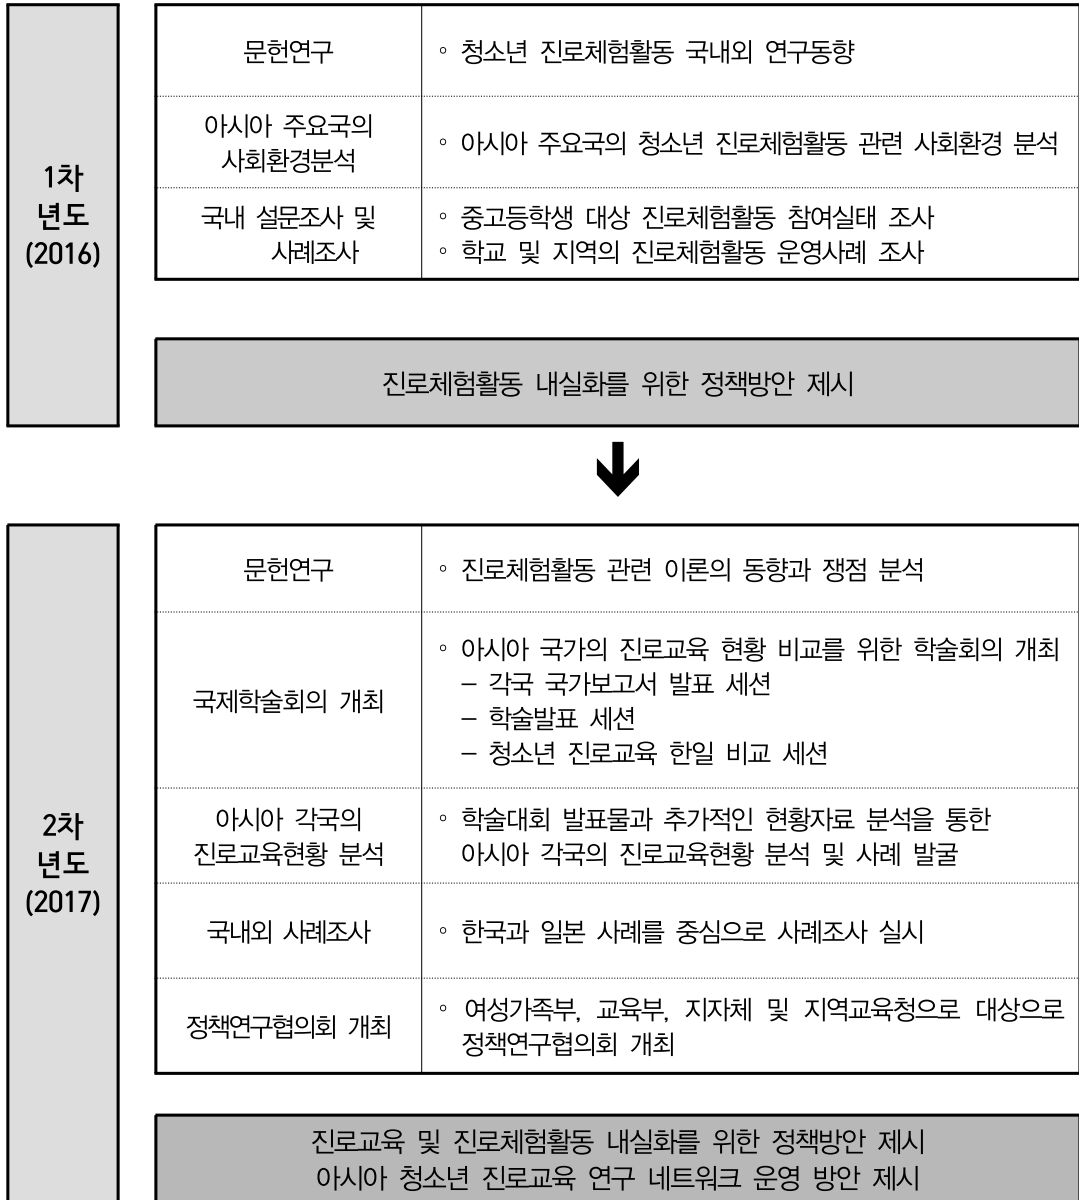 1차
년도
(2016)
문헌연구
◦ 청소년 진로체험활동 국내외 연구동향
아시아 주요국의
사회환경분석
◦ 아시아 주요국의 청소년 진로체험활동 관련 사회환경 분석
국내 설문조사 및
사례조사
◦ 중고등학생 대상 진로체험활동 참여실태 조사
◦ 학교 및 지역의 진로체험활동 운영사례 조사
진로체험활동 내실화를 위한 정책방안 제시
2차
년도
(2017)
문헌연구
◦ 진로체험활동 관련 이론의 동향과 쟁점 분석
국제학술회의 개최
◦ 아시아 국가의 진로교육 현황 비교를 위한 학술회의 개최
– 각국 국가보고서 발표 세션
– 학술발표 세션
– 청소년 진로교육 한일 비교 세션
아시아 각국의
진로교육현황 분석
◦ 학술대회 발표물과 추가적인 현황자료 분석을 통한
아시아 각국의 진로교육현황 분석 및 사례 발굴
국내외 사례조사
◦ 한국과 일본 사례를 중심으로 사례조사 실시
정책연구협의회 개최
◦ 여성가족부, 교육부, 지자체 및 지역교육청으로 대상으로
정책연구협의회 개최
진로교육 및 진로체험활동 내실화를 위한 정책방안 제시
아시아 청소년 진로교육 연구 네트워크 운영 방안 제시